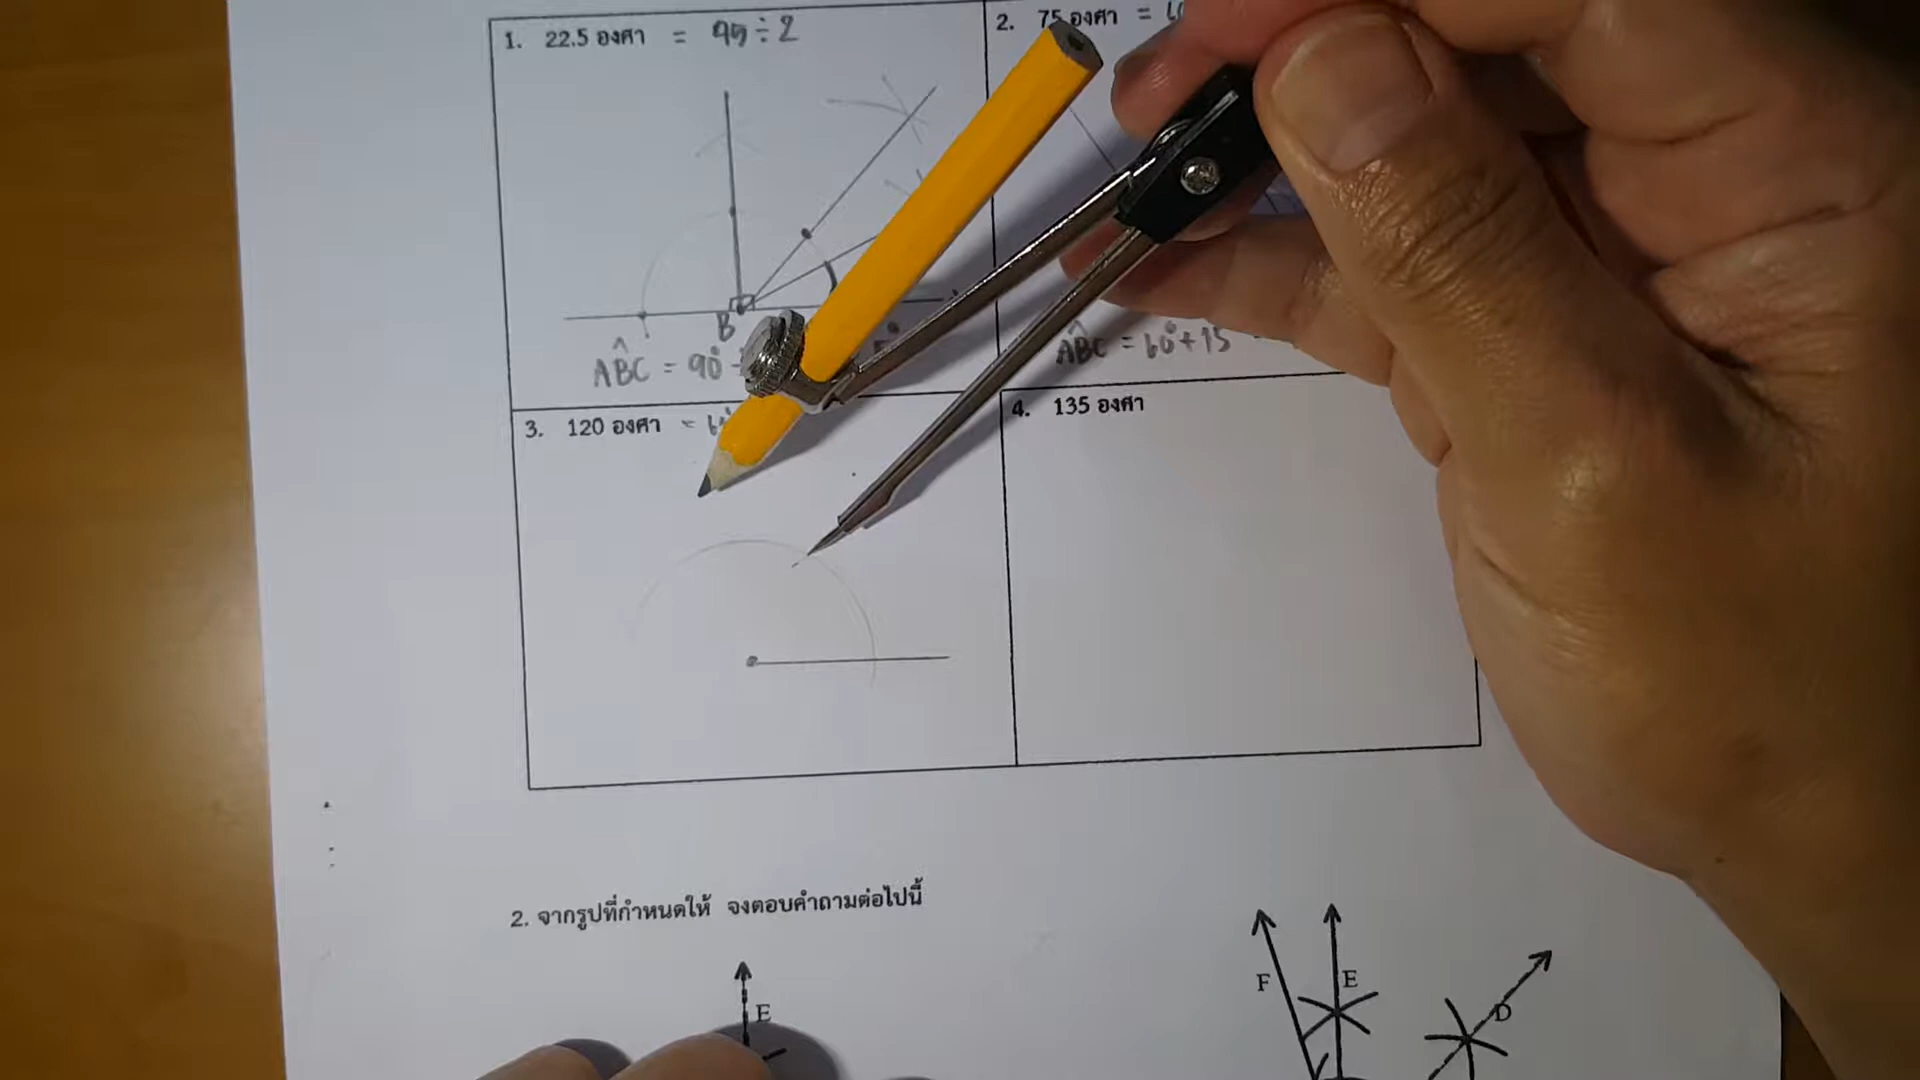 1. 22.5 องศา = 45 ÷ 2
2. 75 องศา =
B
AB̂C = 90°
AB̂C = 60° + 15
3. 120 องศา =
4. 135 องศา
2. จากรูปที่กำหนดให้ จงตอบคำถามต่อไปนี้
F E
D
E